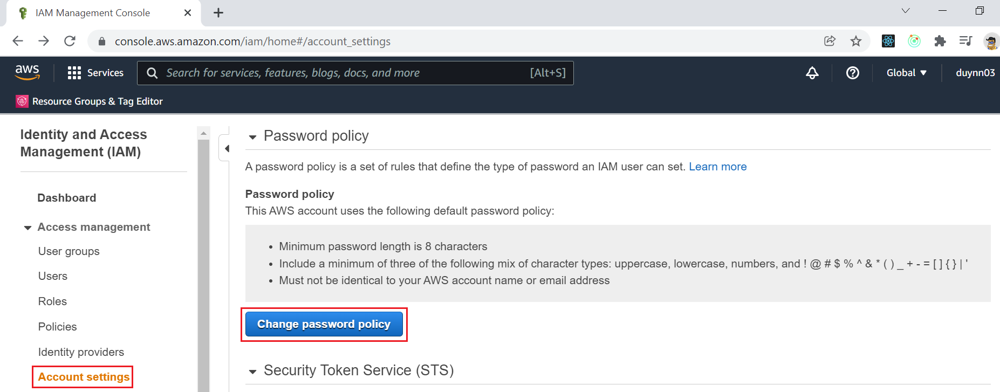 IAM Management Console
console.aws.amazon.com/iam/home#/account_settings
aws
Services
Search for services, features, blogs, docs, and more
[Alt+S]
Global
duynn03
Resource Groups & Tag Editor
Identity and Access
Management (IAM)
Dashboard
Access management
User groups
Users
Roles
Policies
Identity providers
Account settings
Password policy
A password policy is a set of rules that define the type of password an IAM user can set. Learn more
Password policy
This AWS account uses the following default password policy:
• Minimum password length is 8 characters
• Include a minimum of three of the following mix of character types: uppercase, lowercase, numbers, and ! @ # $ % ^ & * ( ) _ + - = [ ] { } | '
• Must not be identical to your AWS account name or email address
Change password policy
Security Token Service (STS)